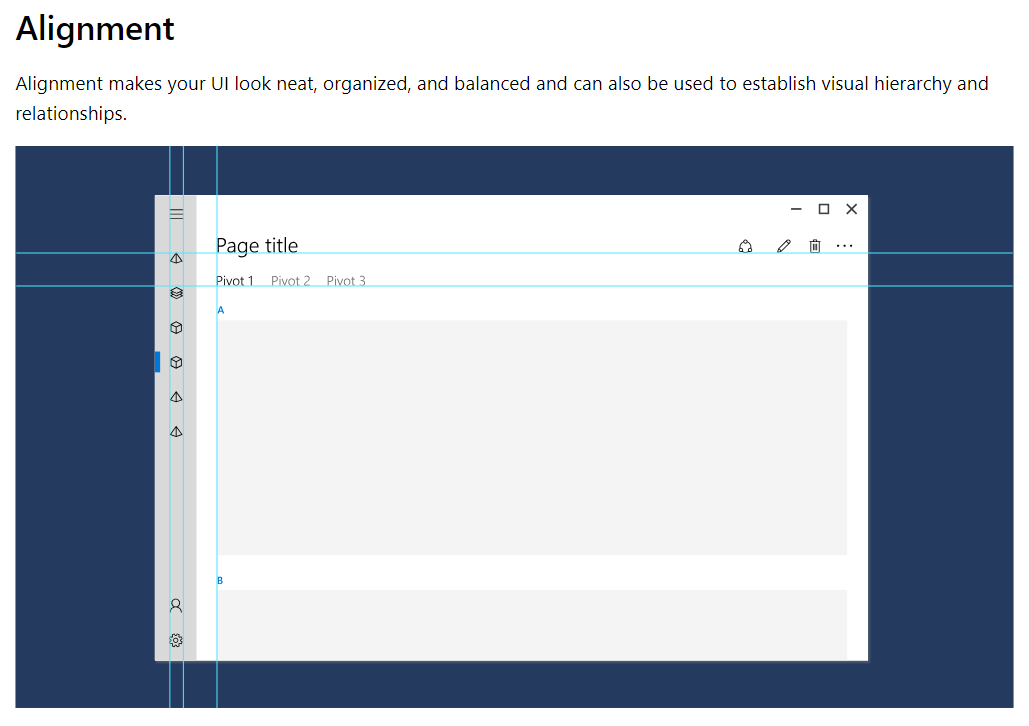 Alignment
Alignment makes your UI look neat, organized, and balanced and can also be used to establish visual hierarchy and
relationships.
Page title
Pivot 1 Pivot 2 Pivot 3
A
B